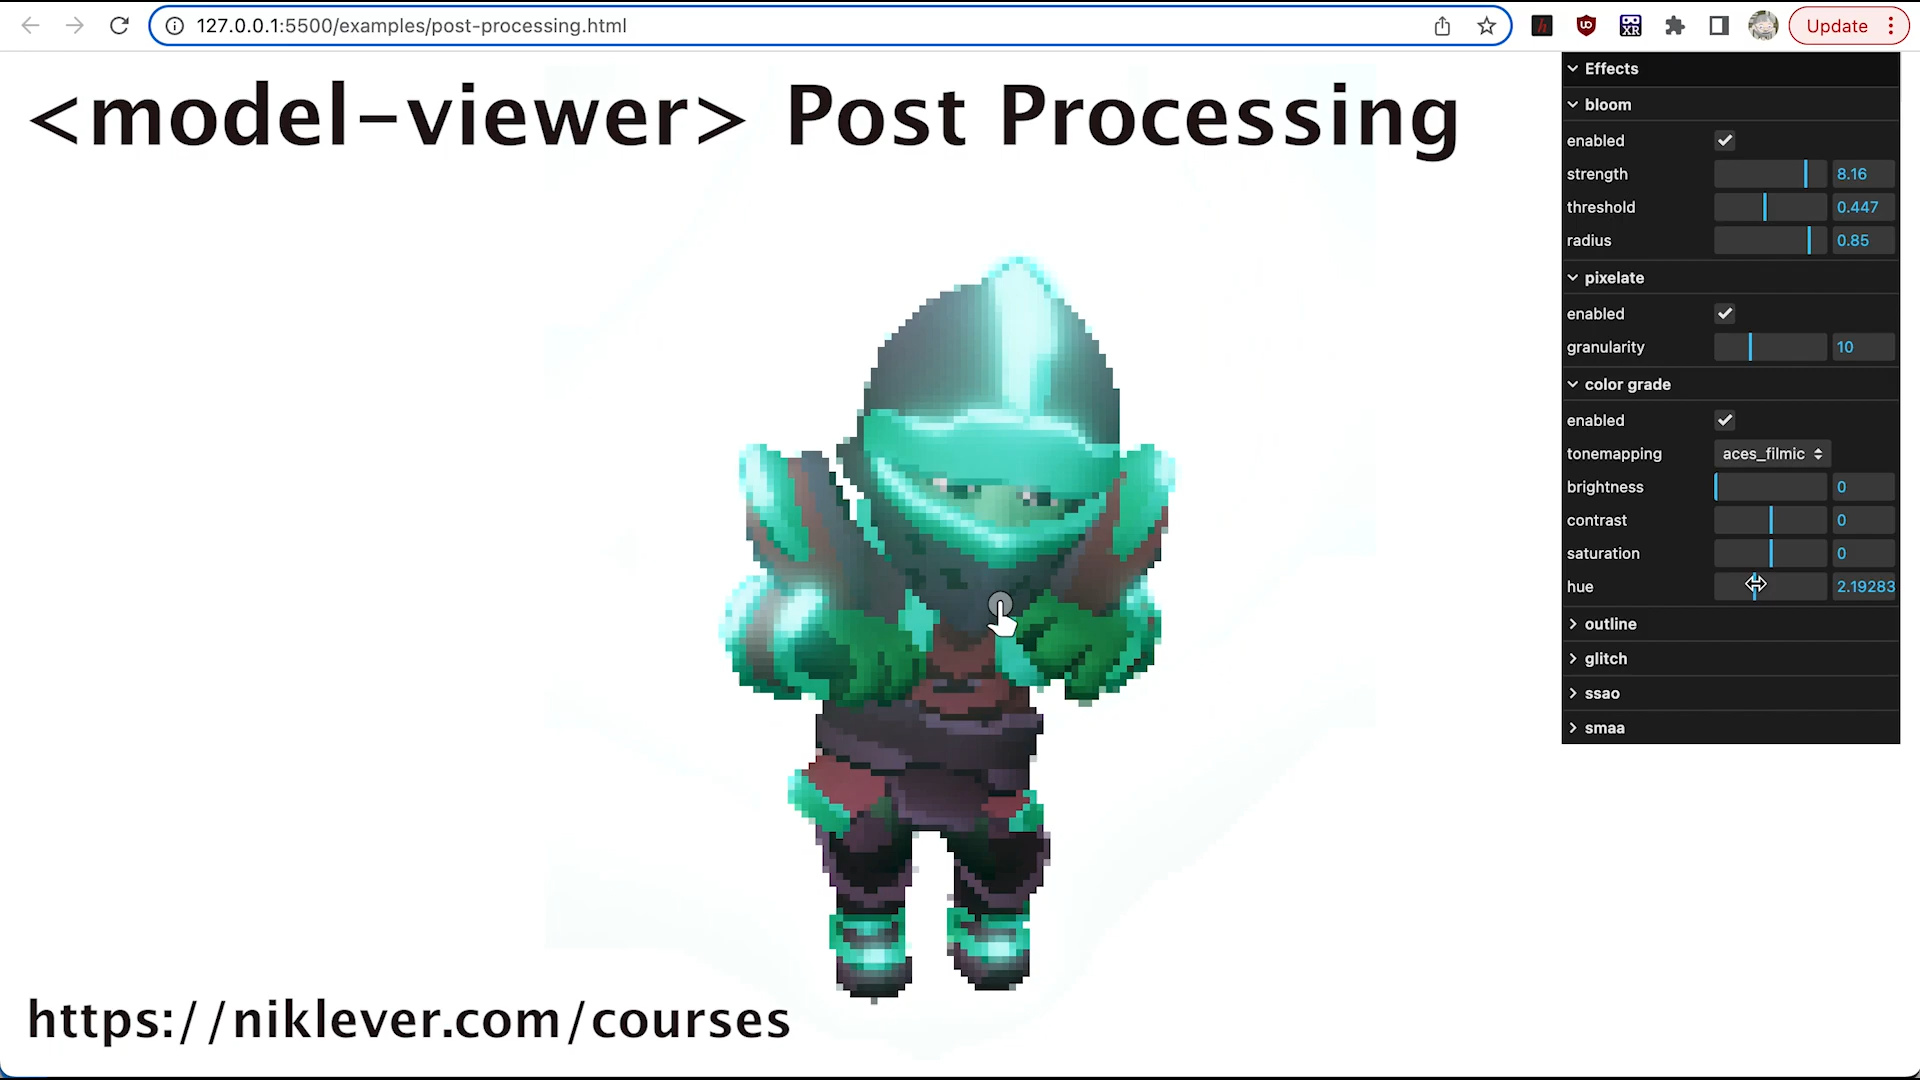 127.0.0.1:5500/examples/post-processing.html
Update
<model-viewer> Post Processing
Effects
bloom
enabled
strength 8.16
threshold 0.447
radius 0.85
pixelate
enabled
granularity 10
color grade
enabled
tonemapping aces_filmic
brightness 0
contrast 0
saturation 0
hue 2.19283
outline
glitch
ssao
smaa
https://niklever.com/courses